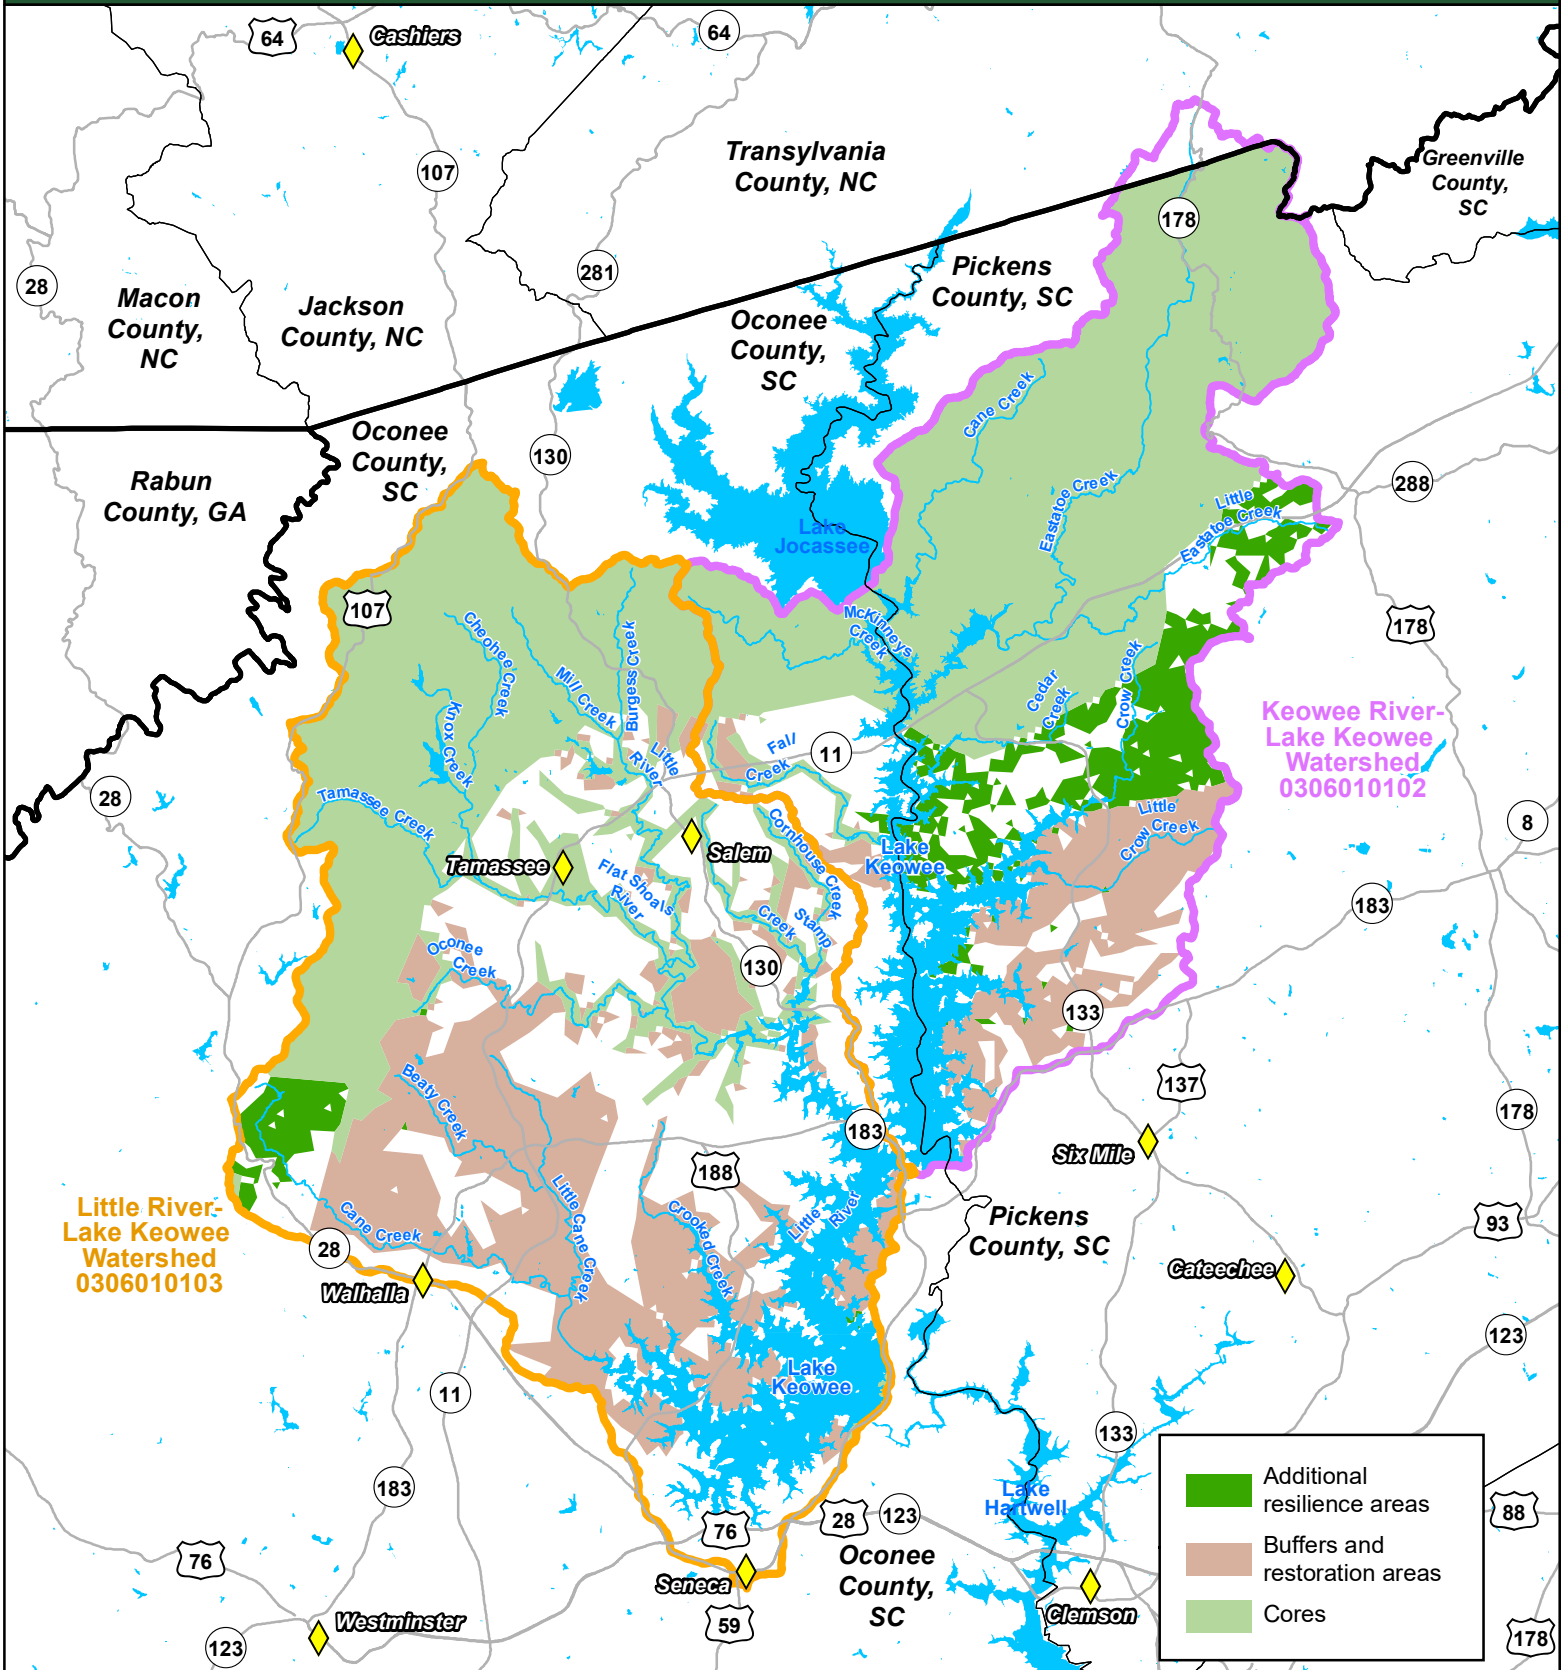 64
Cashiers
64
107
Transylvania
County, NC
Greenville
County,
SC
178
28
281
Macon
County,
NC
Jackson
County, NC
Pickens
County, SC
Oconee
County,
SC
Cane Creek
Oconee
County,
SC
130
Rabun
County, GA
288
Eastatoe Creek
Little
Eastatoe Creek
Lake
Jocassee
107
Cheohee Creek
Mill Creek
Burgess Creek
McKinneys
Creek
178
Knox Creek
Cedar
Creek
Crow Creek
Keowee River-
Lake Keowee
Watershed
0306010102
Little
River
Fall
Creek
11
28
Tamassee Creek
Little
Crow Creek
8
Cornhouse Creek
Salem
Tamassee
Lake
Keowee
Flat Shoals
River
183
Stamp
Creek
Oconee
Creek
130
133
137
178
Beaty Creek
183
Six Mile
188
Little River-
Lake Keowee
Watershed
0306010103
Cane Creek
Little Cane Creek
Crooked Creek
Little
River
Pickens
County, SC
93
28
Walhalla
Cateechee
123
Lake
Keowee
11
133
183
Lake
Hartwell
Additional
resilience areas
Buffers and
restoration areas
Cores
88
76
28
123
76
Oconee
County,
SC
Seneca
Clemson
Westminster
59
123
178